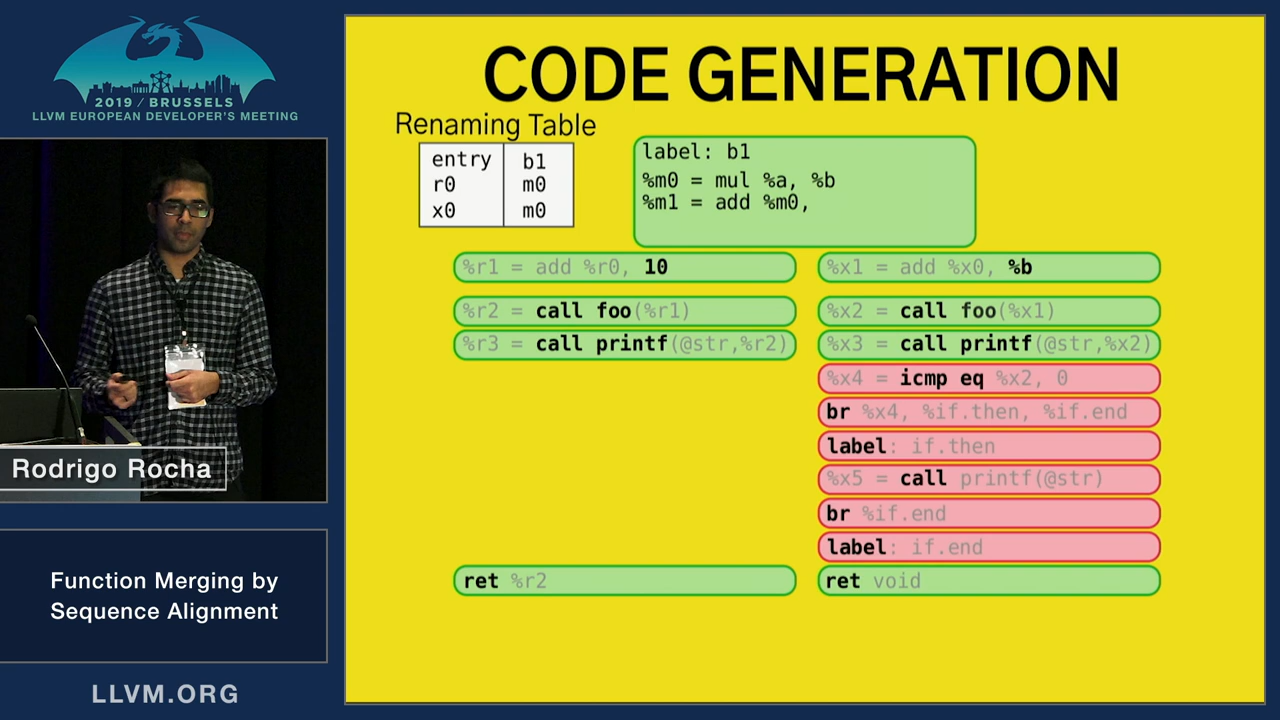 2019 / BRUSSELS
LLVM EUROPEAN DEVELOPER'S MEETING
Rodrigo Rocha
Function Merging by
Sequence Alignment
LLVM.ORG
CODE GENERATION
Renaming Table
entry b1
r0 m0
x0 m0
label: b1
%m0 = mul %a, %b
%m1 = add %m0,
%r1 = add %r0, 10
%x1 = add %x0, %b
%r2 = call foo(%r1)
%x2 = call foo(%x1)
%r3 = call printf(@str,%r2)
%x3 = call printf(@str,%x2)
%x4 = icmp eq %x2, 0
br %x4, %if.then, %if.end
label: if.then
%x5 = call printf(@str)
br %if.end
label: if.end
ret %r2
ret void